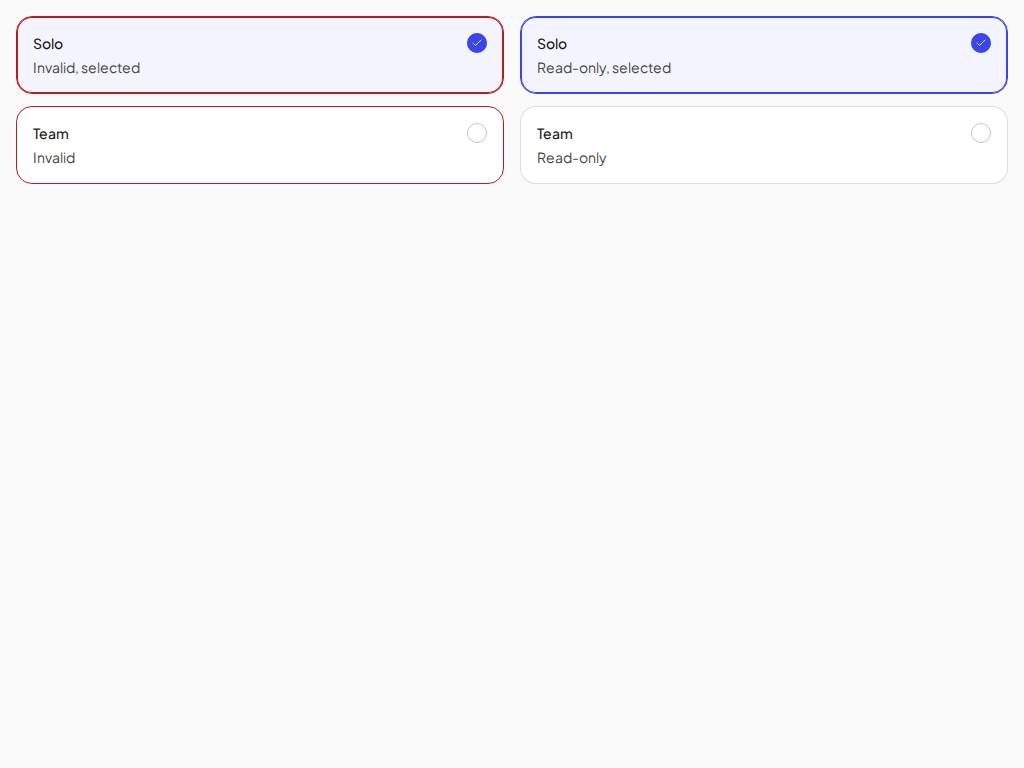 Solo
Invalid, selected
Team
Invalid
Solo
Read-only, selected
Team
Read-only